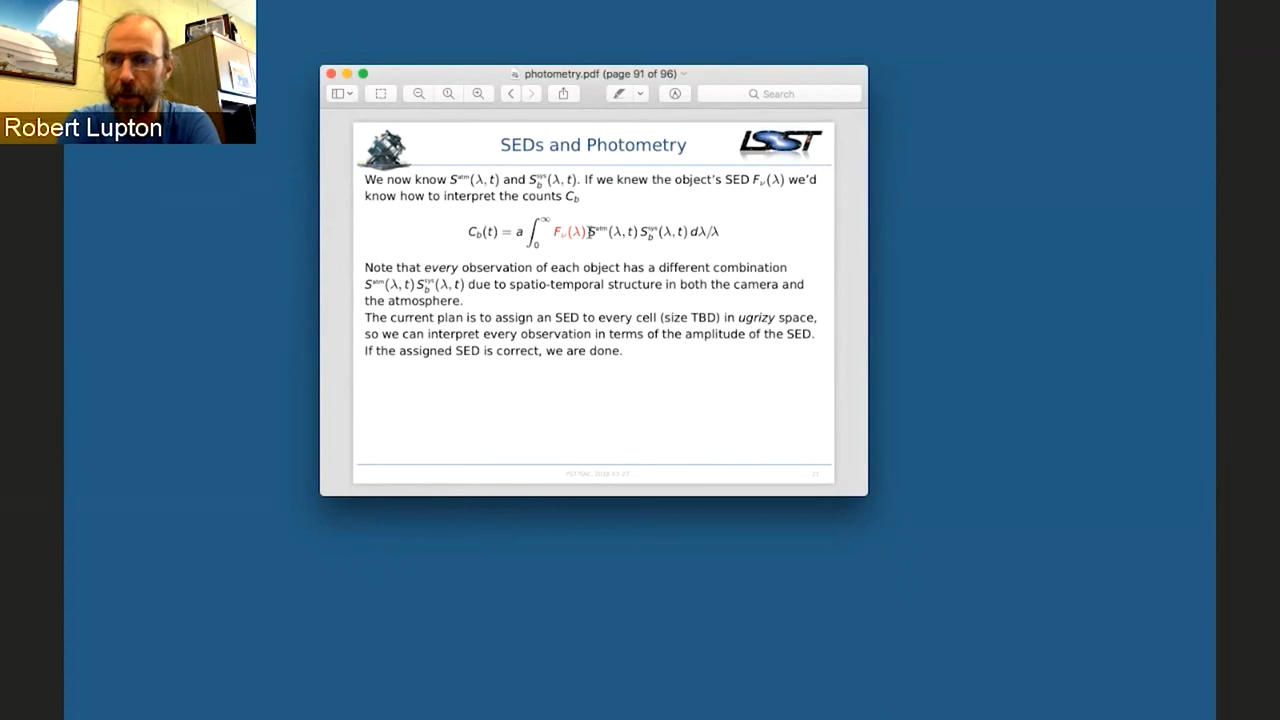 Robert Lupton
photometry.pdf (page 91 of 96)
Search
SEDs and Photometry
LSST
We now know Sᵃᵗᵐ(λ, t) and S_b^sys(λ, t). If we knew the object's SED F_ν(λ) we'd
know how to interpret the counts C_b
C_b(t) = a ∫_0^∞ F_ν(λ) Sᵃᵗᵐ(λ, t) S_b^sys(λ, t) dλ/λ
Note that every observation of each object has a different combination
Sᵃᵗᵐ(λ, t) S_b^sys(λ, t) due to spatio-temporal structure in both the camera and
the atmosphere.
The current plan is to assign an SED to every cell (size TBD) in ugrizy space,
so we can interpret every observation in terms of the amplitude of the SED.
If the assigned SED is correct, we are done.